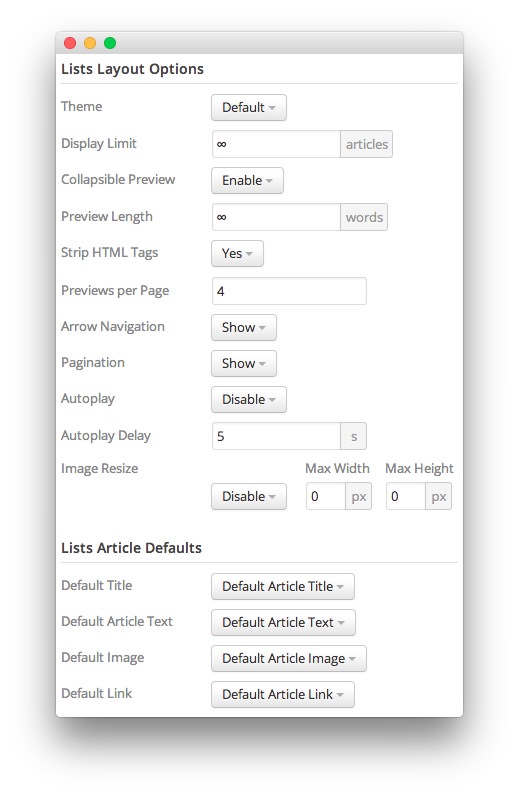 Lists Layout Options
Theme Default
Display Limit ∞ articles
Collapsible Preview Enable
Preview Length ∞ words
Strip HTML Tags Yes
Previews per Page 4
Arrow Navigation Show
Pagination Show
Autoplay Disable
Autoplay Delay 5 s
Image Resize Max Width Max Height
Disable 0 px 0 px
Lists Article Defaults
Default Title Default Article Title
Default Article Text Default Article Text
Default Image Default Article Image
Default Link Default Article Link